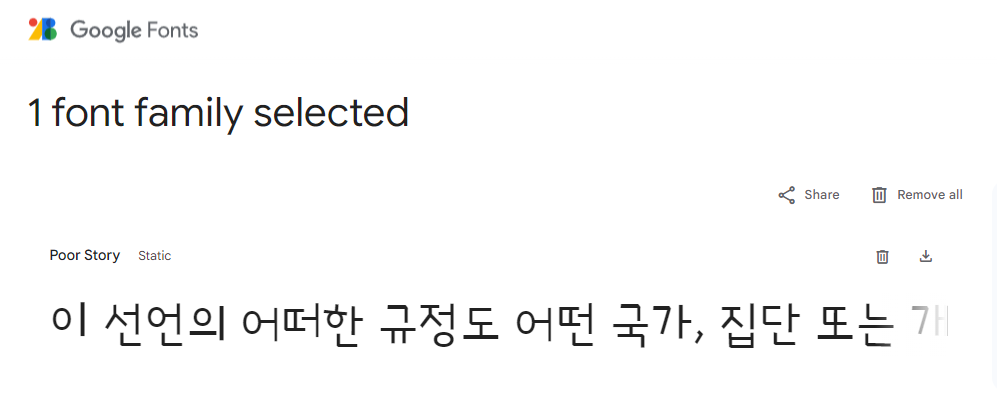 Google Fonts
1 font family selected
Share Remove all
Poor Story Static
이 선언의 어떠한 규정도 어떤 국가, 집단 또는